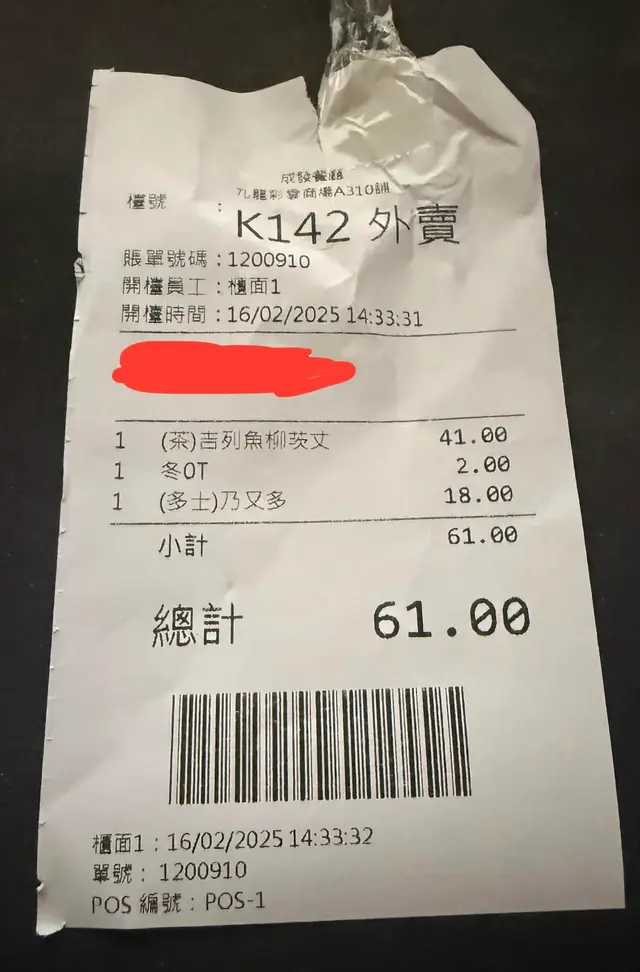 成發餐廳
九龍彩雲商場A310舖
檯號 :
K142 外賣
賬單號碼 : 1200910
開檯員工 : 櫃面1
開檯時間 : 16/02/2025 14:33:31
1 (茶)吉列魚柳茨丈 41.00
1 冬OT 2.00
1 (多士)乃又多 18.00
小計 61.00
總計 61.00
櫃面1 : 16/02/2025 14:33:32
單號 : 1200910
POS 編號 : POS-1